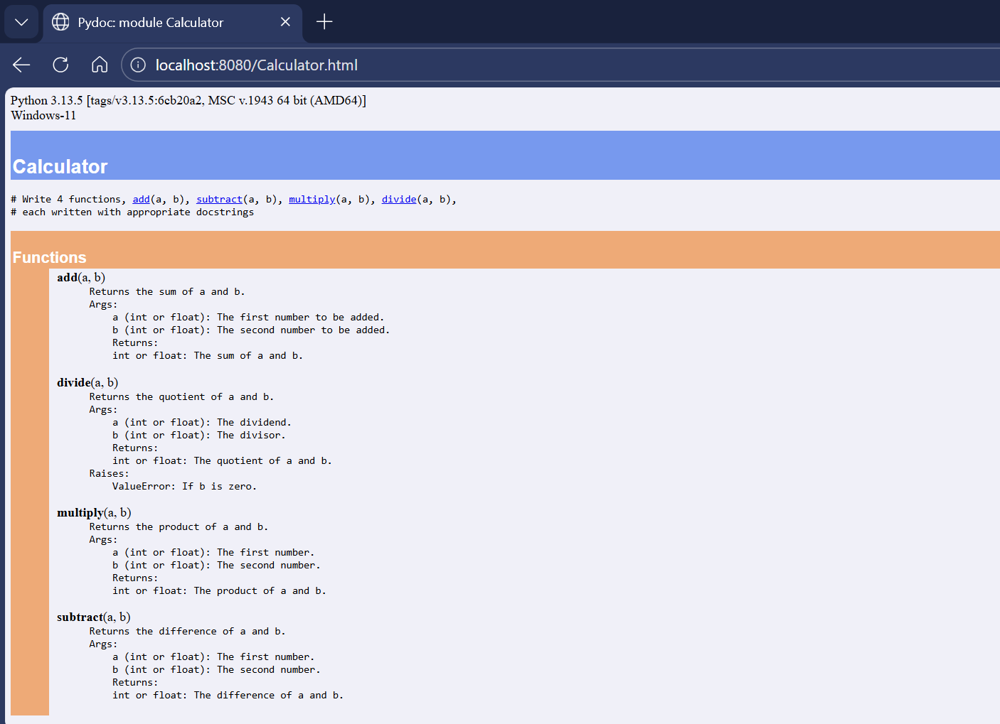 Pydoc: module Calculator
localhost:8080/Calculator.html
Python 3.13.5 [tags/v3.13.5:6cb20a2, MSC v.1943 64 bit (AMD64)]
Windows-11
Calculator
# Write 4 functions, add(a, b), subtract(a, b), multiply(a, b), divide(a, b),
# each written with appropriate docstrings
Functions
add(a, b)
Returns the sum of a and b.
Args:
a (int or float): The first number to be added.
b (int or float): The second number to be added.
Returns:
int or float: The sum of a and b.
divide(a, b)
Returns the quotient of a and b.
Args:
a (int or float): The dividend.
b (int or float): The divisor.
Returns:
int or float: The quotient of a and b.
Raises:
ValueError: If b is zero.
multiply(a, b)
Returns the product of a and b.
Args:
a (int or float): The first number.
b (int or float): The second number.
Returns:
int or float: The product of a and b.
subtract(a, b)
Returns the difference of a and b.
Args:
a (int or float): The first number.
b (int or float): The second number.
Returns:
int or float: The difference of a and b.